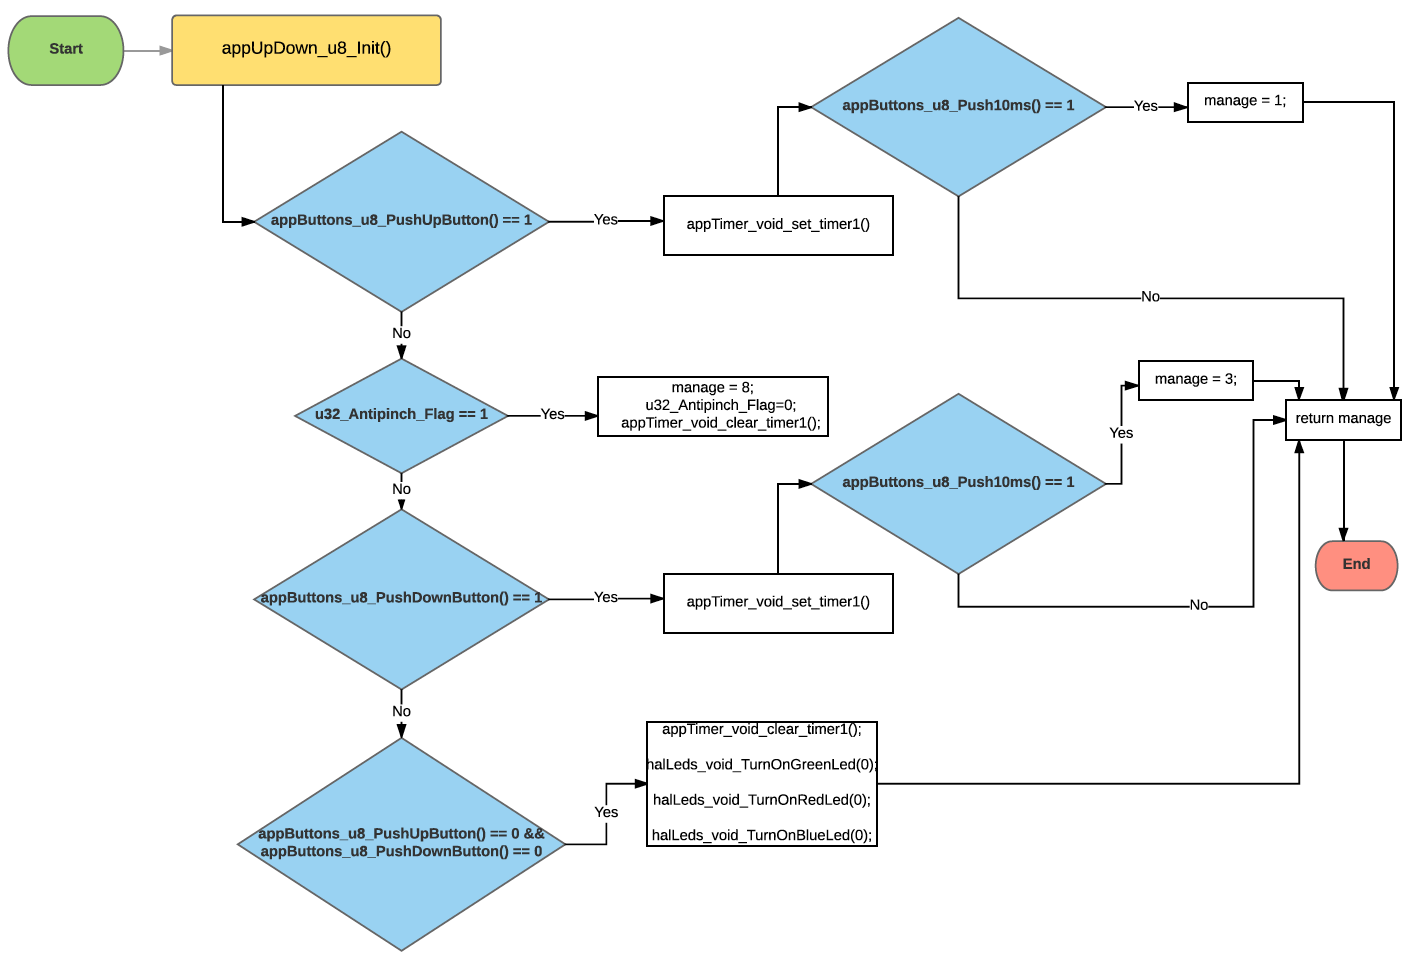 Start
appUpDown_u8_Init()
appButtons_u8_PushUpButton() == 1
Yes
appTimer_void_set_timer1()
appButtons_u8_Push10ms() == 1
Yes
manage = 1;
No
No
u32_Antipinch_Flag == 1
Yes
manage = 8;
u32_Antipinch_Flag=0;
appTimer_void_clear_timer1();
No
appButtons_u8_PushDownButton() == 1
Yes
appTimer_void_set_timer1()
appButtons_u8_Push10ms() == 1
Yes
manage = 3;
No
return manage
End
No
appButtons_u8_PushUpButton() == 0 &&
appButtons_u8_PushDownButton() == 0
Yes
appTimer_void_clear_timer1();
halLeds_void_TurnOnGreenLed(0);
halLeds_void_TurnOnRedLed(0);
halLeds_void_TurnOnBlueLed(0);